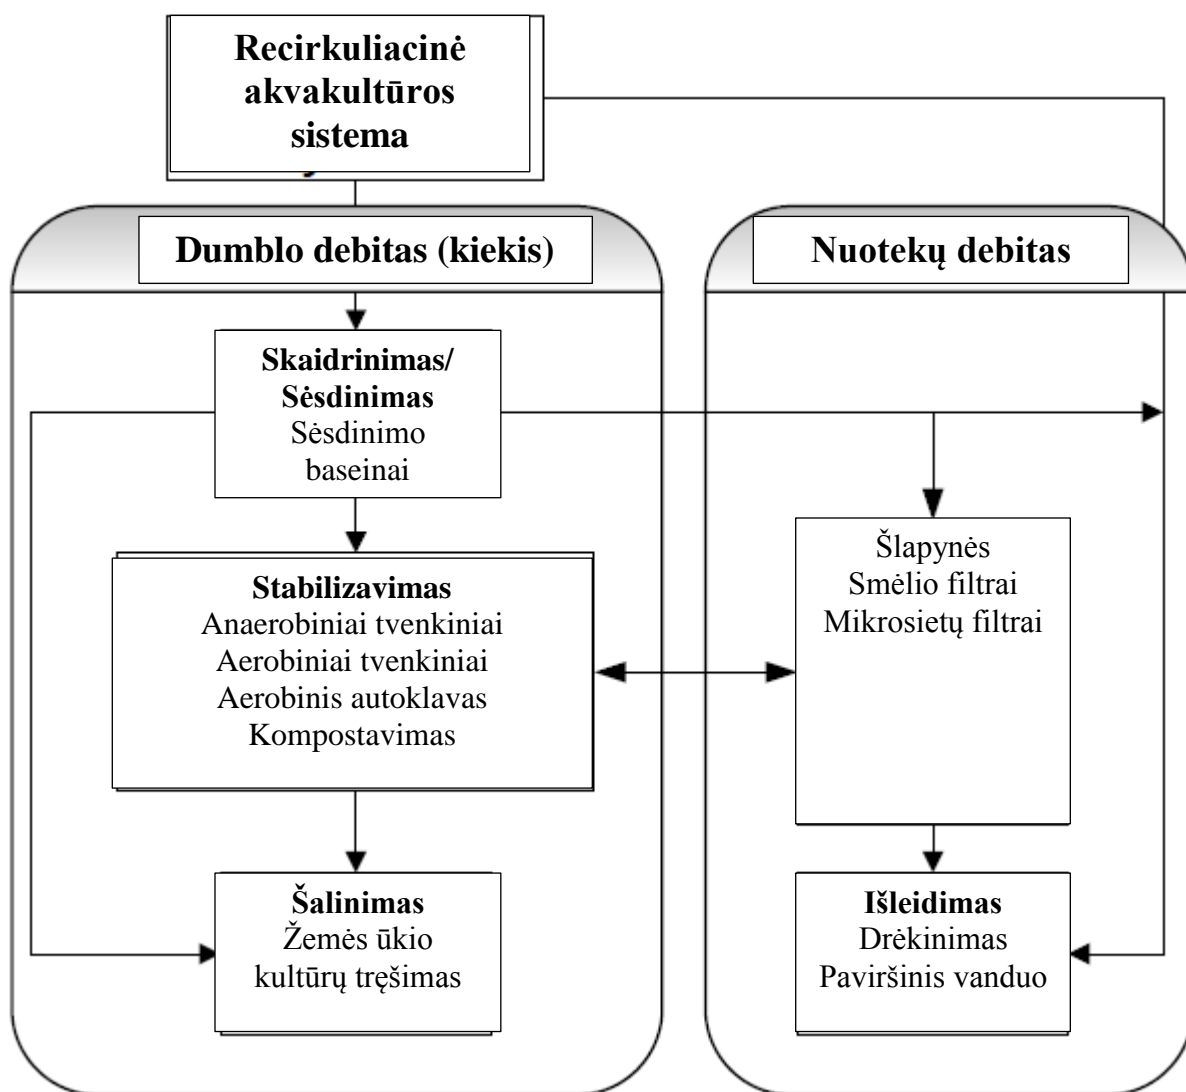 Recirkuliacinė
akvakultūros
sistema
Dumblo debitas (kiekis)
Nuotekų debitas
Skaidrinimas/
Sėsdinimas
Sėsdinimo
baseinai
Stabilizavimas
Anaerobiniai tvenkiniai
Aerobiniai tvenkiniai
Aerobinis autoklavas
Kompostavimas
Šlapynės
Smėlio filtrai
Mikrosietų filtrai
Šalinimas
Žemės ūkio
kultūrų tręšimas
Išleidimas
Drėkinimas
Paviršinis vanduo